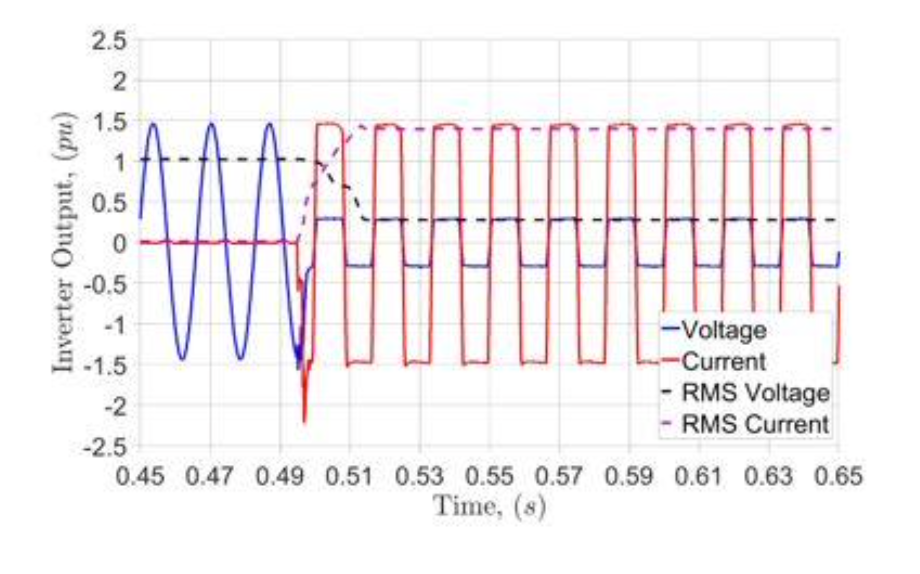 2.5
2
1.5
1
0.5
0
-0.5
-1
-1.5
-2
-2.5
Inverter Output, (pu)
Voltage
Current
RMS Voltage
RMS Current
0.45 0.47 0.49 0.51 0.53 0.55 0.57 0.59 0.61 0.63 0.65
Time, (s)